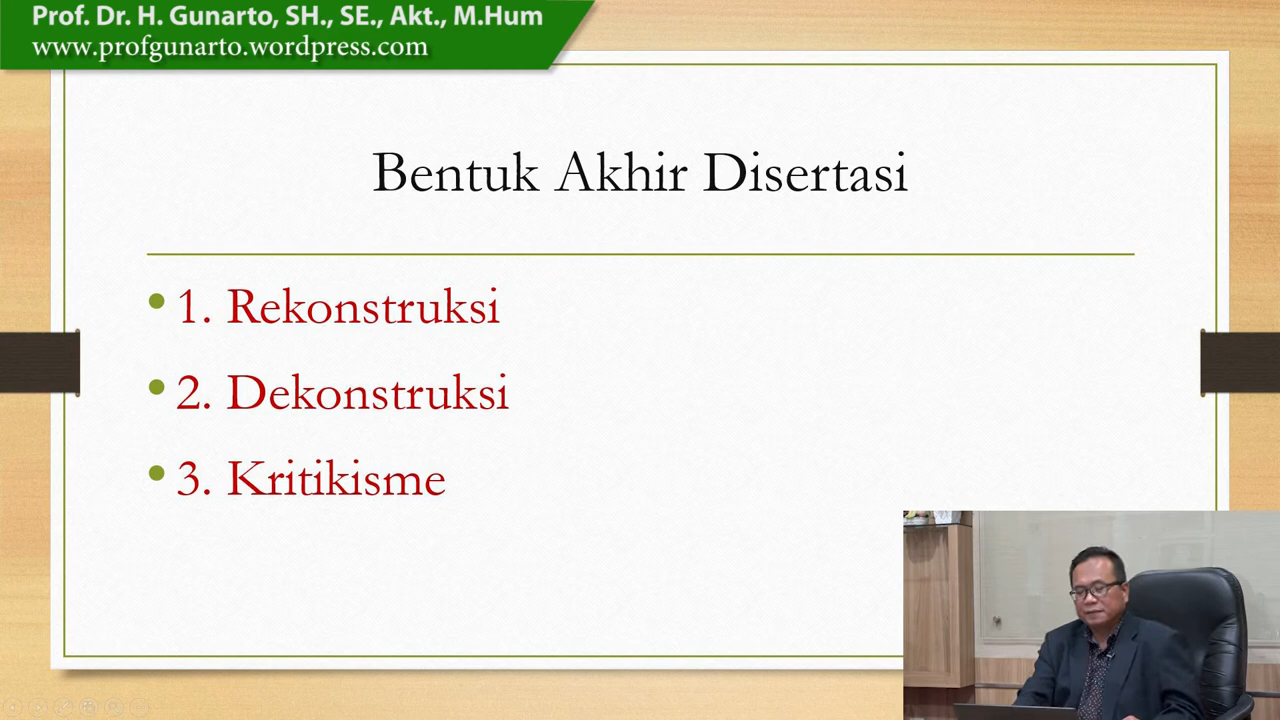 Prof. Dr. H. Gunarto, SH., SE., Akt., M.Hum
www.profgunarto.wordpress.com
Bentuk Akhir Disertasi
• 1. Rekonstruksi
• 2. Dekonstruksi
• 3. Kritikisme